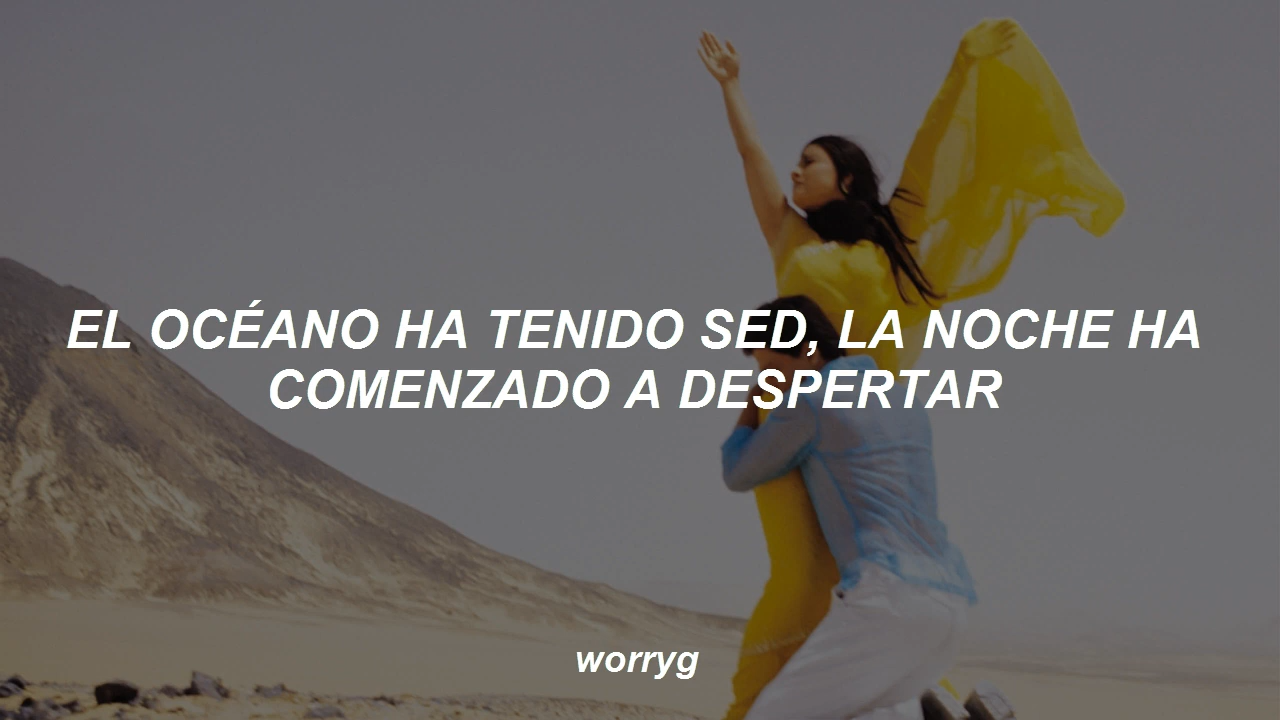 EL OCÉANO HA TENIDO SED, LA NOCHE HA
COMENZADO A DESPERTAR
worryg